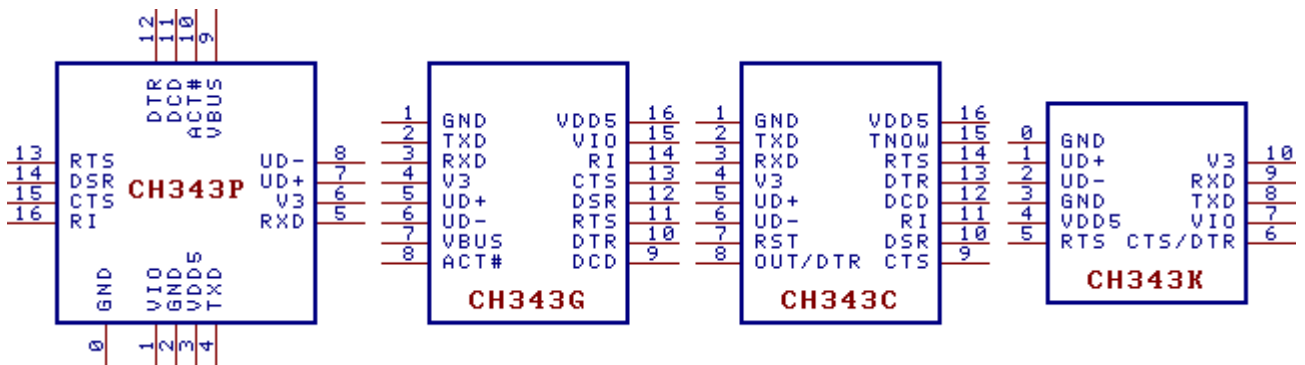 12 11 10 9
DTR DCD ACT# VBUS
13 RTS UD- 8
14 DSR UD+ 7
15 CTS V3 6
16 RI RXD 5
CH343P
GND VIO GND VDD5 TXD
0 1 2 3 4
1 GND VDD5 16
2 TXD VIO 15
3 RXD RI 14
4 V3 CTS 13
5 UD+ DSR 12
6 UD- RTS 11
7 VBUS DTR 10
8 ACT# DCD 9
CH343G
1 GND VDD5 16
2 TXD TNOW 15
3 RXD RTS 14
4 V3 DTR 13
5 UD+ DCD 12
6 UD- RI 11
7 RST DSR 10
8 OUT/DTR CTS 9
CH343C
0 GND
1 UD+ V3 10
2 UD- RXD 9
3 GND TXD 8
4 VDD5 VIO 7
5 RTS CTS/DTR 6
CH343K